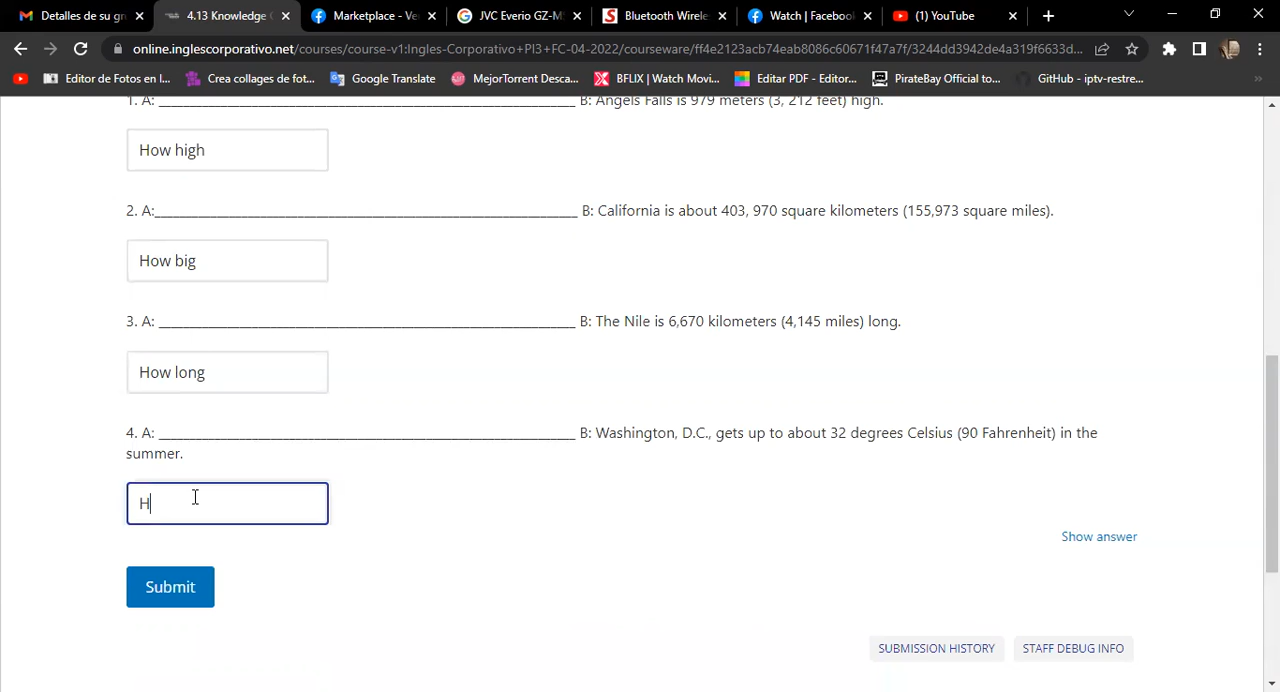 Detalles de su gr
4.13 Knowledge
Marketplace - Ve
JVC Everio GZ-M
Bluetooth Wirele
Watch | Faceboo
(1) YouTube
online.inglescorporativo.net/courses/course-v1:Ingles-Corporativo+PI3+FC-04-2022/courseware/ff4e2123acb74eab8086c60671f47a7f/3244dd3942de4a319f6633d...
Editor de Fotos en l...
Crea collages de fot...
Google Translate
MejorTorrent Desca...
BFLIX | Watch Movi...
Editar PDF - Editor...
PirateBay Official to...
GitHub - iptv-restre...
1. A: ____________________ B: Angels Falls is 979 meters (3, 212 feet) high.
How high
2. A:____________________ B: California is about 403, 970 square kilometers (155,973 square miles).
How big
3. A: ____________________ B: The Nile is 6,670 kilometers (4,145 miles) long.
How long
4. A: ____________________ B: Washington, D.C., gets up to about 32 degrees Celsius (90 Fahrenheit) in the
summer.
H
Show answer
Submit
SUBMISSION HISTORY
STAFF DEBUG INFO